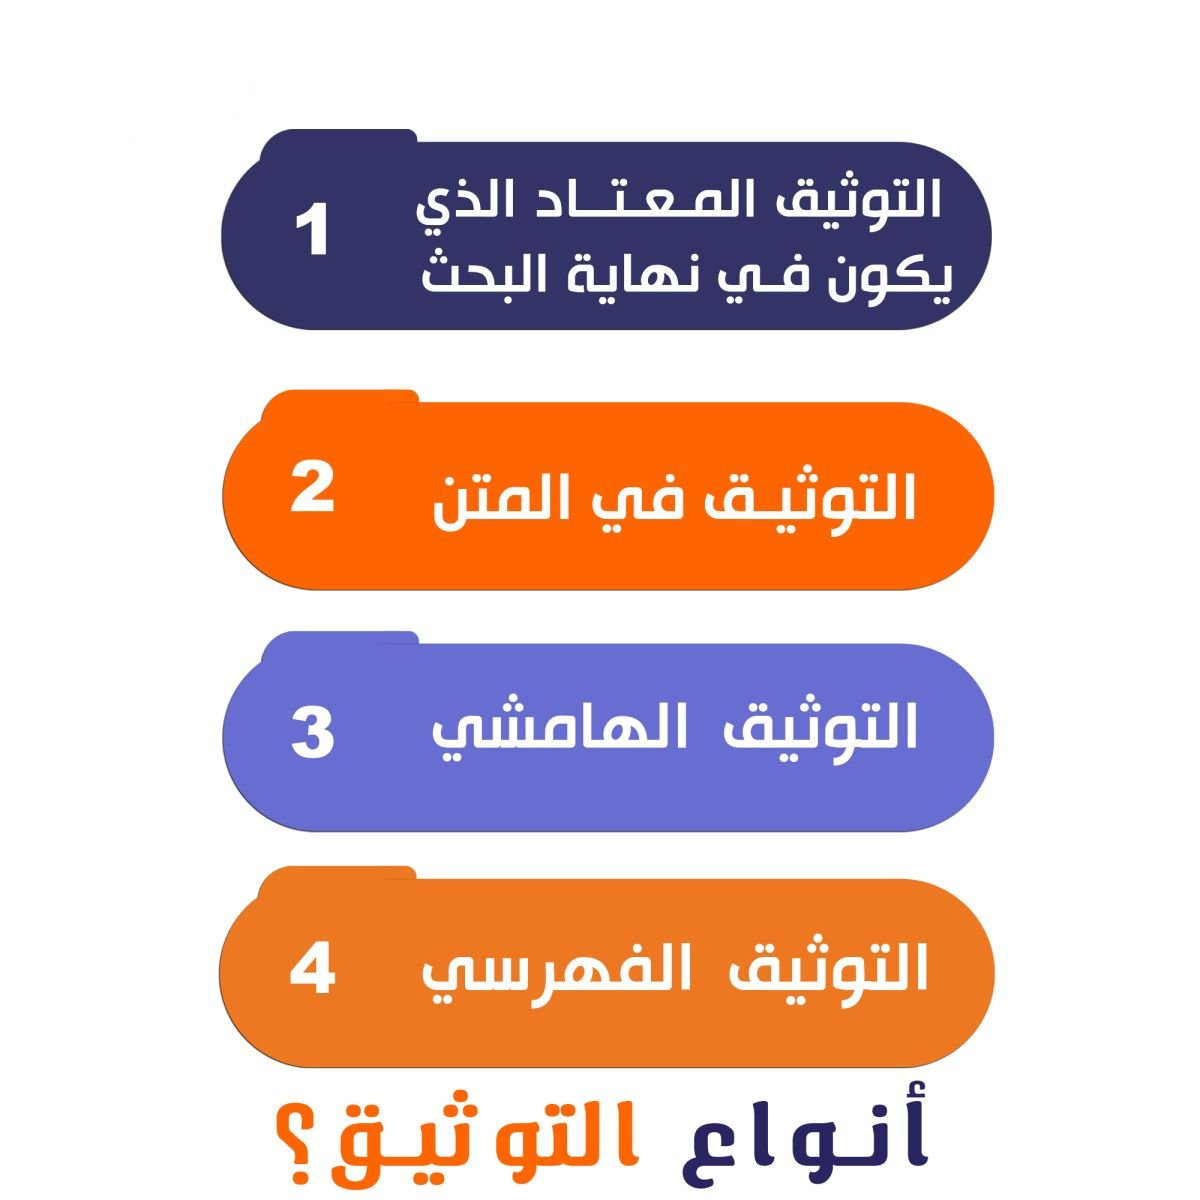 1
التوثيق المعتاد الذي
يكون في نهاية البحث
2
التوثيق في المتن
3
التوثيق الهامشي
4
التوثيق الفهرسي
أنواع التوثيق؟